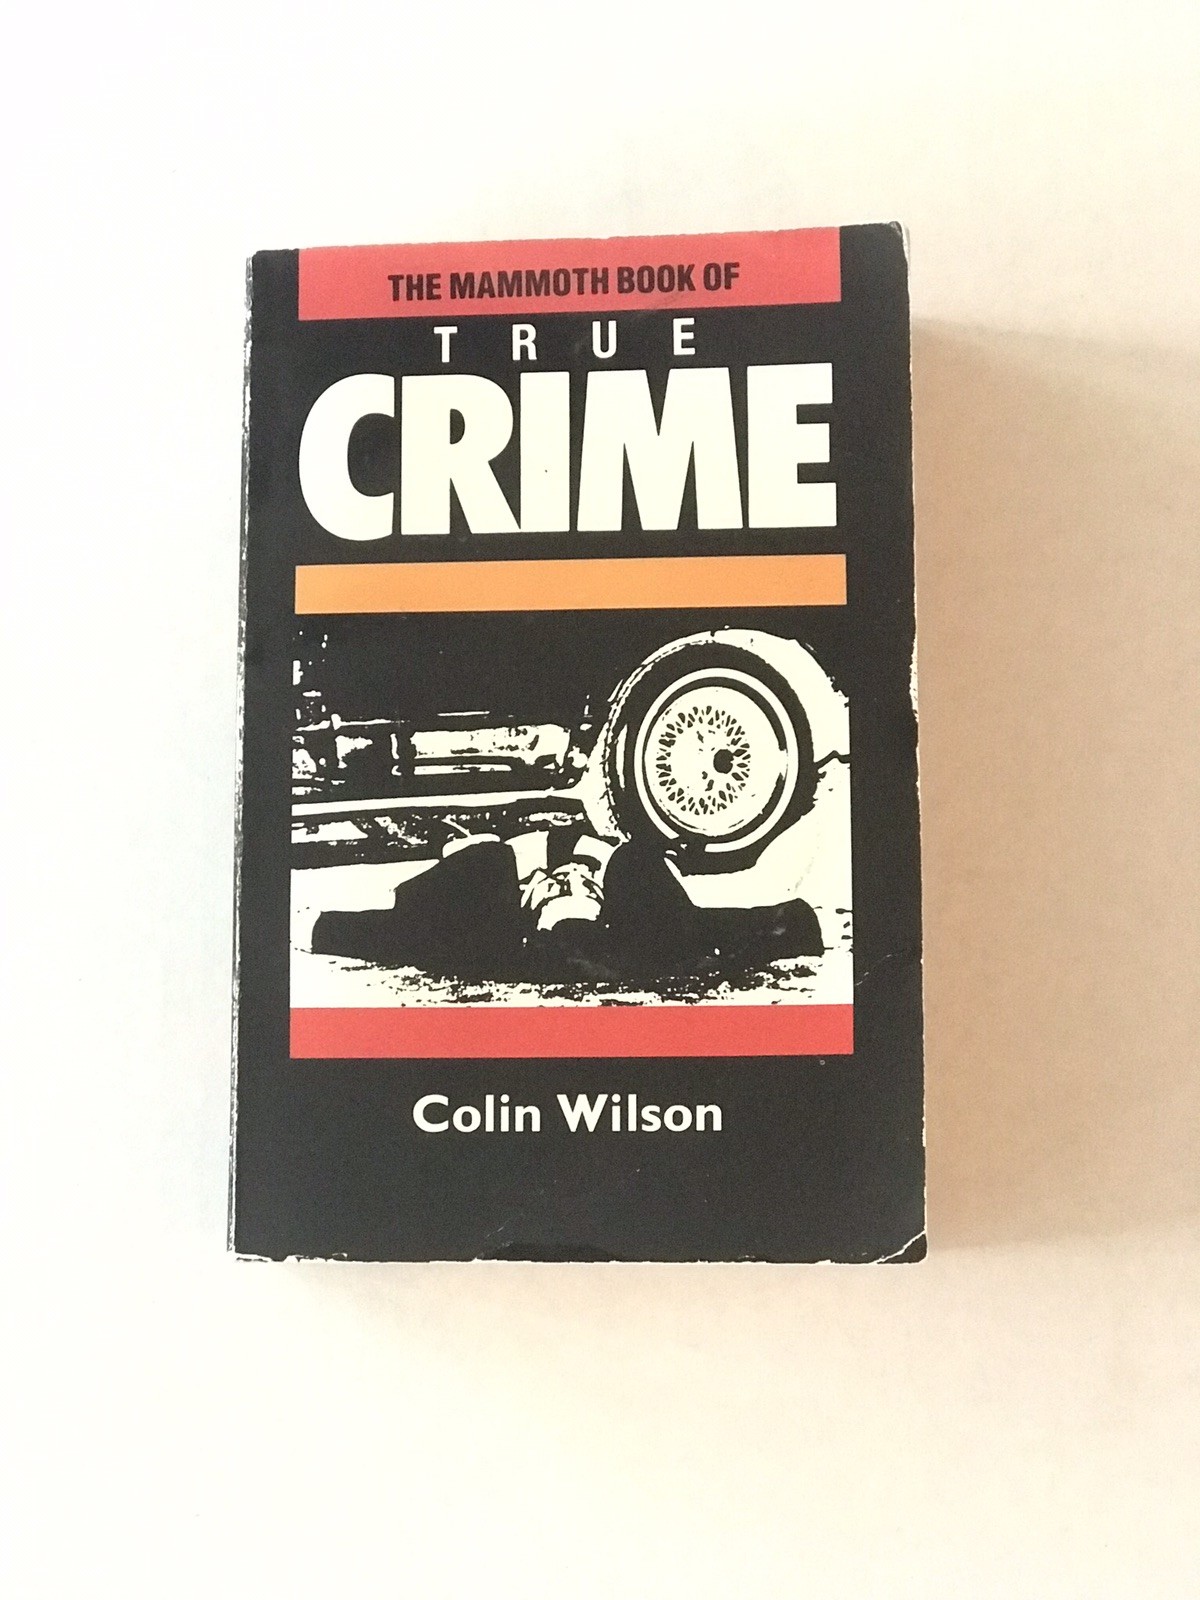 THE MAMMOTH BOOK OF
TRUE
CRIME
Colin Wilson